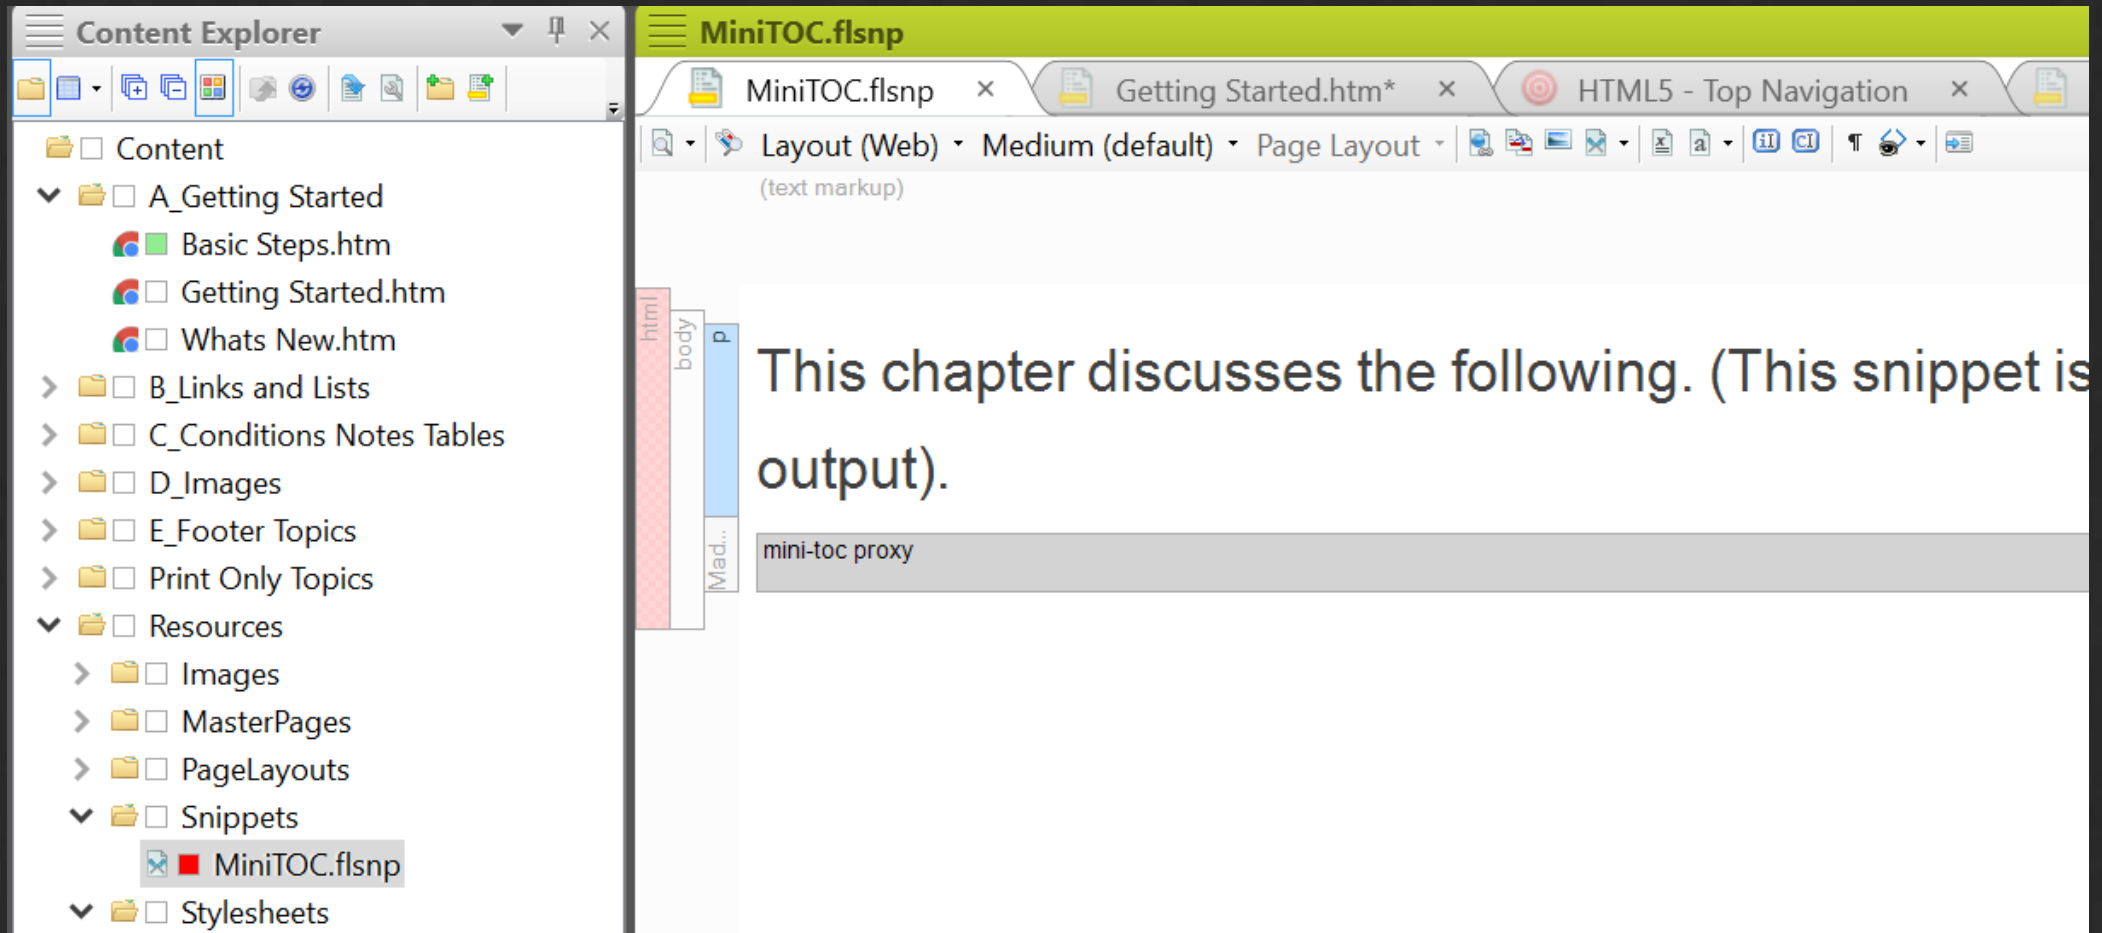 Content Explorer
MiniTOC.flsnp
MiniTOC.flsnp
Getting Started.htm*
HTML5 - Top Navigation
Layout (Web)
Medium (default)
Page Layout
(text markup)
Content
A_Getting Started
Basic Steps.htm
Getting Started.htm
Whats New.htm
B_Links and Lists
C_Conditions Notes Tables
D_Images
E_Footer Topics
Print Only Topics
Resources
Images
MasterPages
PageLayouts
Snippets
MiniTOC.flsnp
Stylesheets
html
body
p
Mad...
This chapter discusses the following. (This snippet is
output).
mini-toc proxy